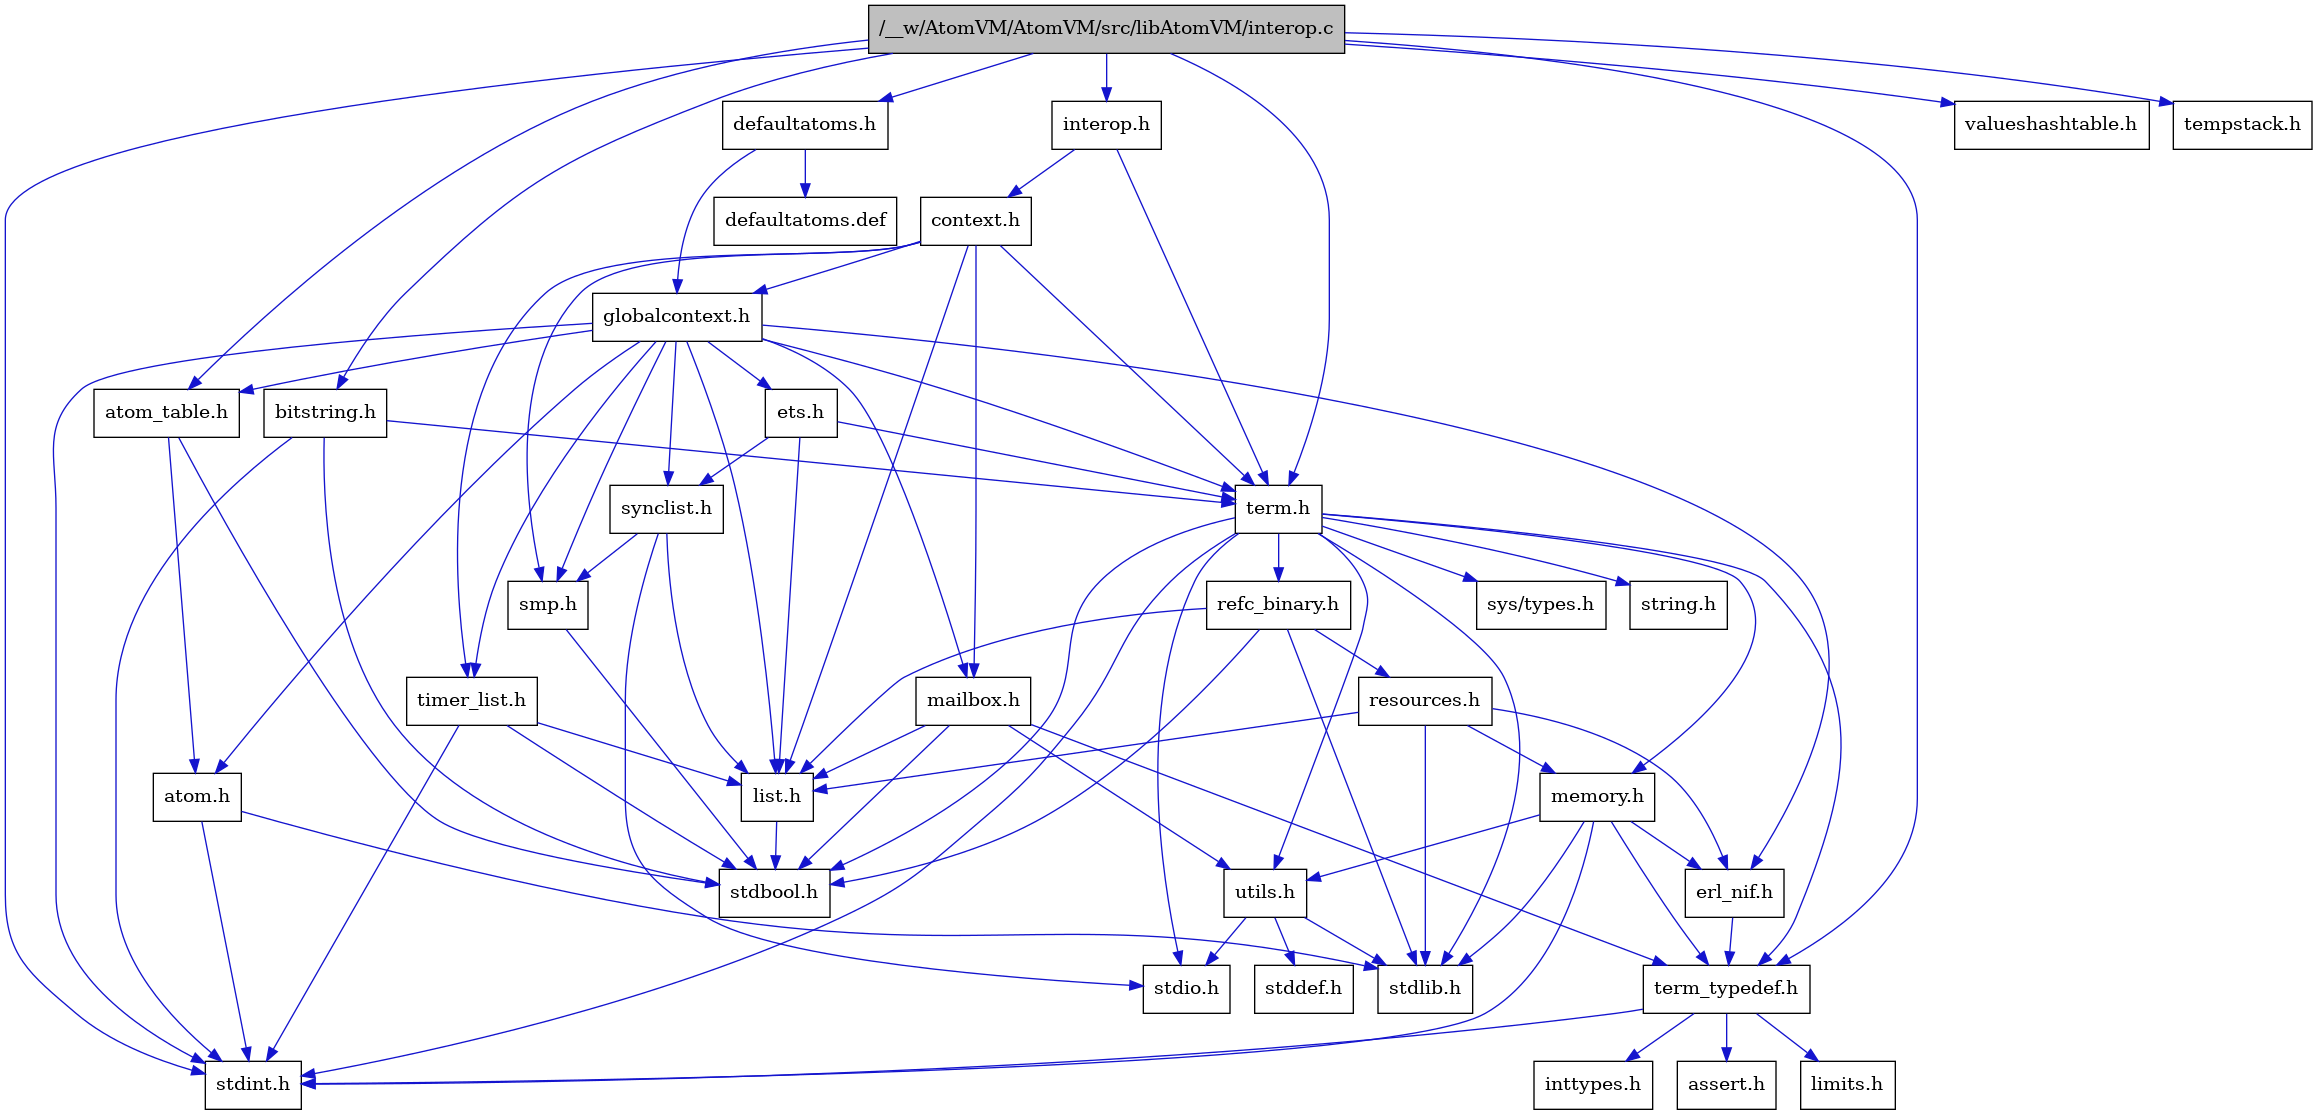 /__w/AtomVM/AtomVM/src/libAtomVM/interop.c
defaultatoms.h
interop.h
valueshashtable.h
tempstack.h
defaultatoms.def
context.h
globalcontext.h
atom_table.h
bitstring.h
ets.h
synclist.h
term.h
smp.h
refc_binary.h
sys/types.h
string.h
timer_list.h
mailbox.h
resources.h
atom.h
list.h
memory.h
stdbool.h
utils.h
erl_nif.h
stdio.h
stddef.h
stdlib.h
term_typedef.h
stdint.h
inttypes.h
assert.h
limits.h